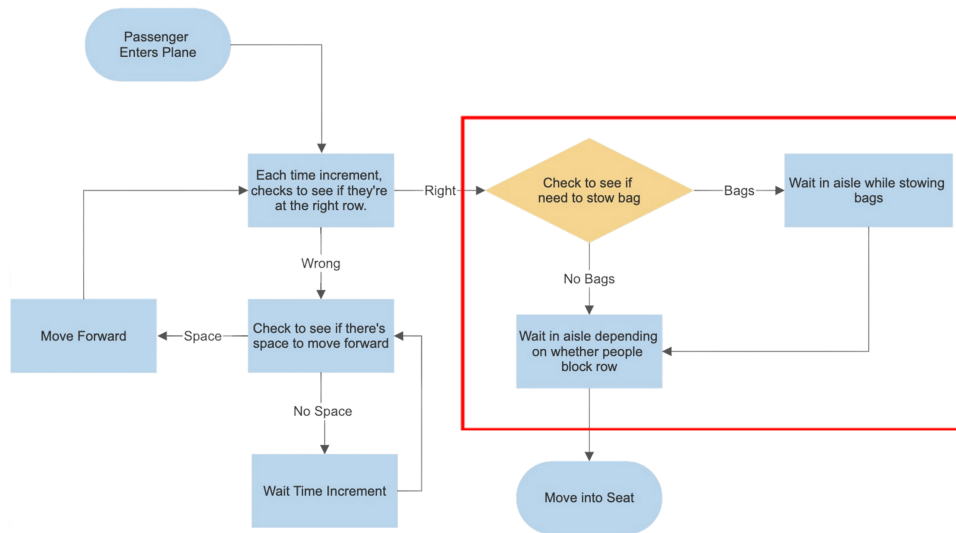 Passenger
Enters Plane
Each time increment,
checks to see if they're
at the right row.
Right
Check to see if
need to stow bag
Bags
Wait in aisle while stowing
bags
Wrong
No Bags
Move Forward
Space
Check to see if there's
space to move forward
Wait in aisle depending
on whether people
block row
No Space
Wait Time Increment
Move into Seat